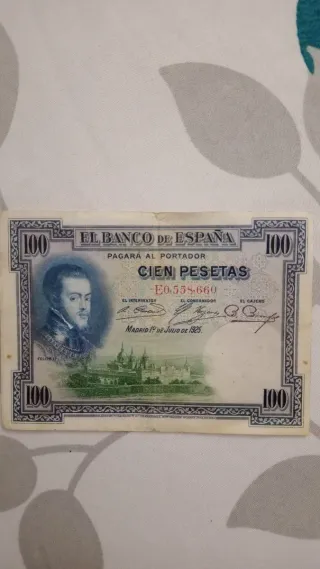 100 EL BANCO DE ESPAÑA 100
PAGARÁ AL PORTADOR
CIEN PESETAS
E0,558,660
EL INTERVENTOR EL GOBERNADOR EL CAJERO
MADRID 1º DE JULIO DE 1925
100 100